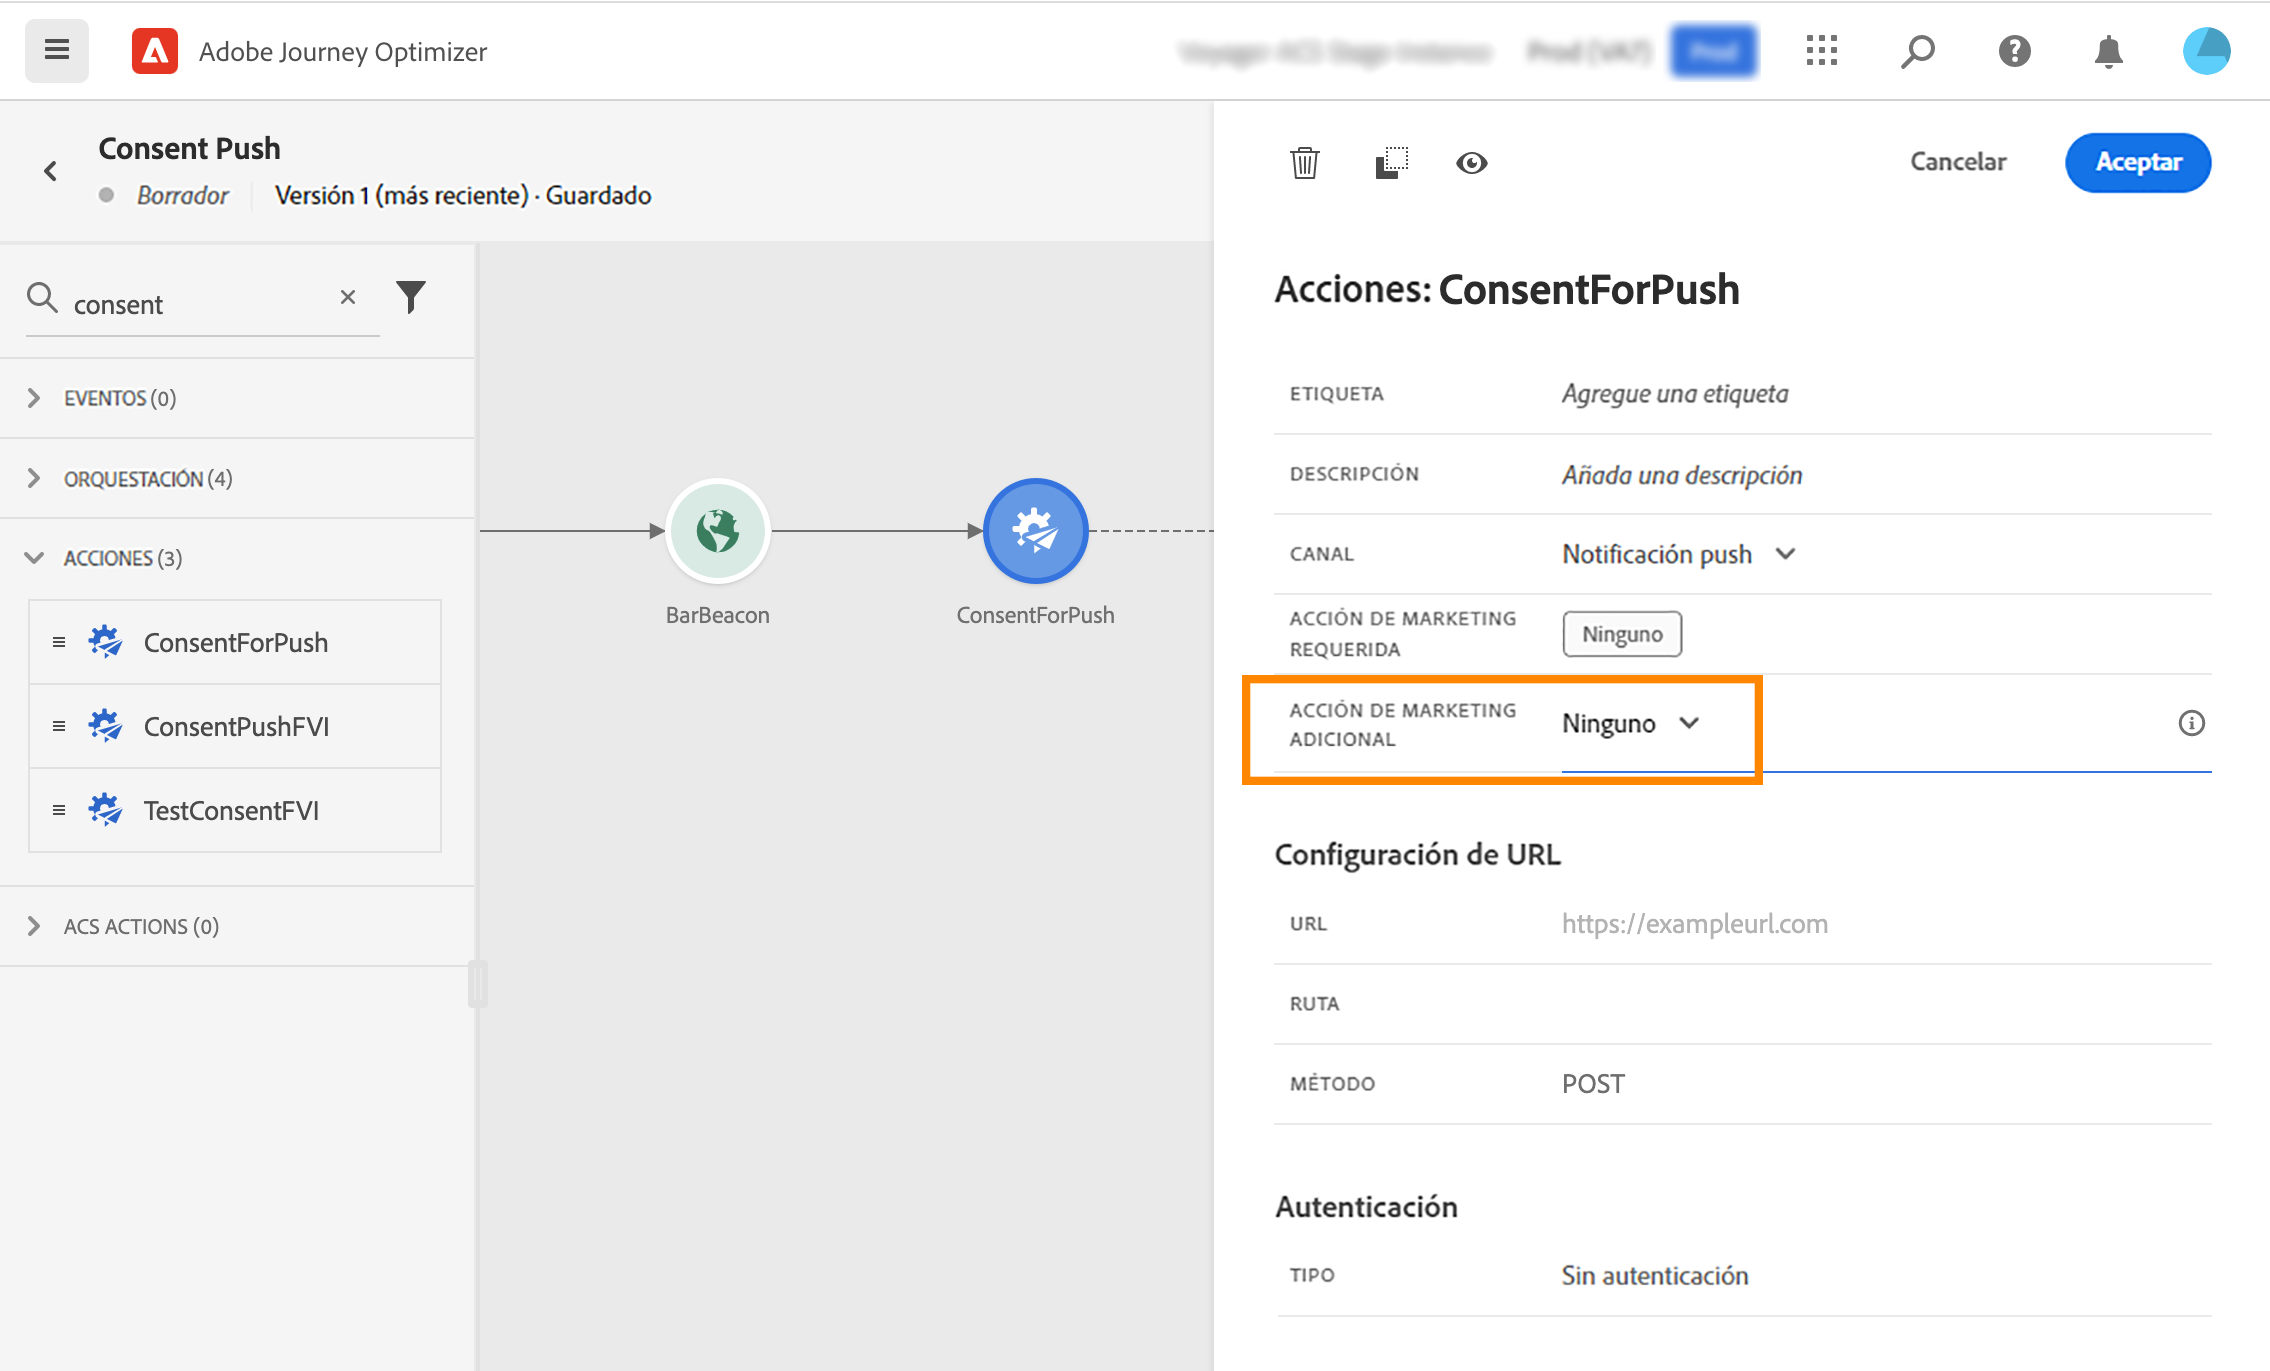 Adobe Journey Optimizer
Consent Push
Borrador
Versión 1 (más reciente) · Guardado
Cancelar
Aceptar
consent
EVENTOS (0)
ORQUESTACIÓN (4)
ACCIONES (3)
ConsentForPush
ConsentPushFVI
TestConsentFVI
ACS ACTIONS (0)
BarBeacon
ConsentForPush
Acciones: ConsentForPush
ETIQUETA
Agregue una etiqueta
DESCRIPCIÓN
Añada una descripción
CANAL
Notificación push
ACCIÓN DE MARKETING
REQUERIDA
Ninguno
ACCIÓN DE MARKETING
ADICIONAL
Ninguno
Configuración de URL
URL
https://exampleurl.com
RUTA
MÉTODO
POST
Autenticación
TIPO
Sin autenticación